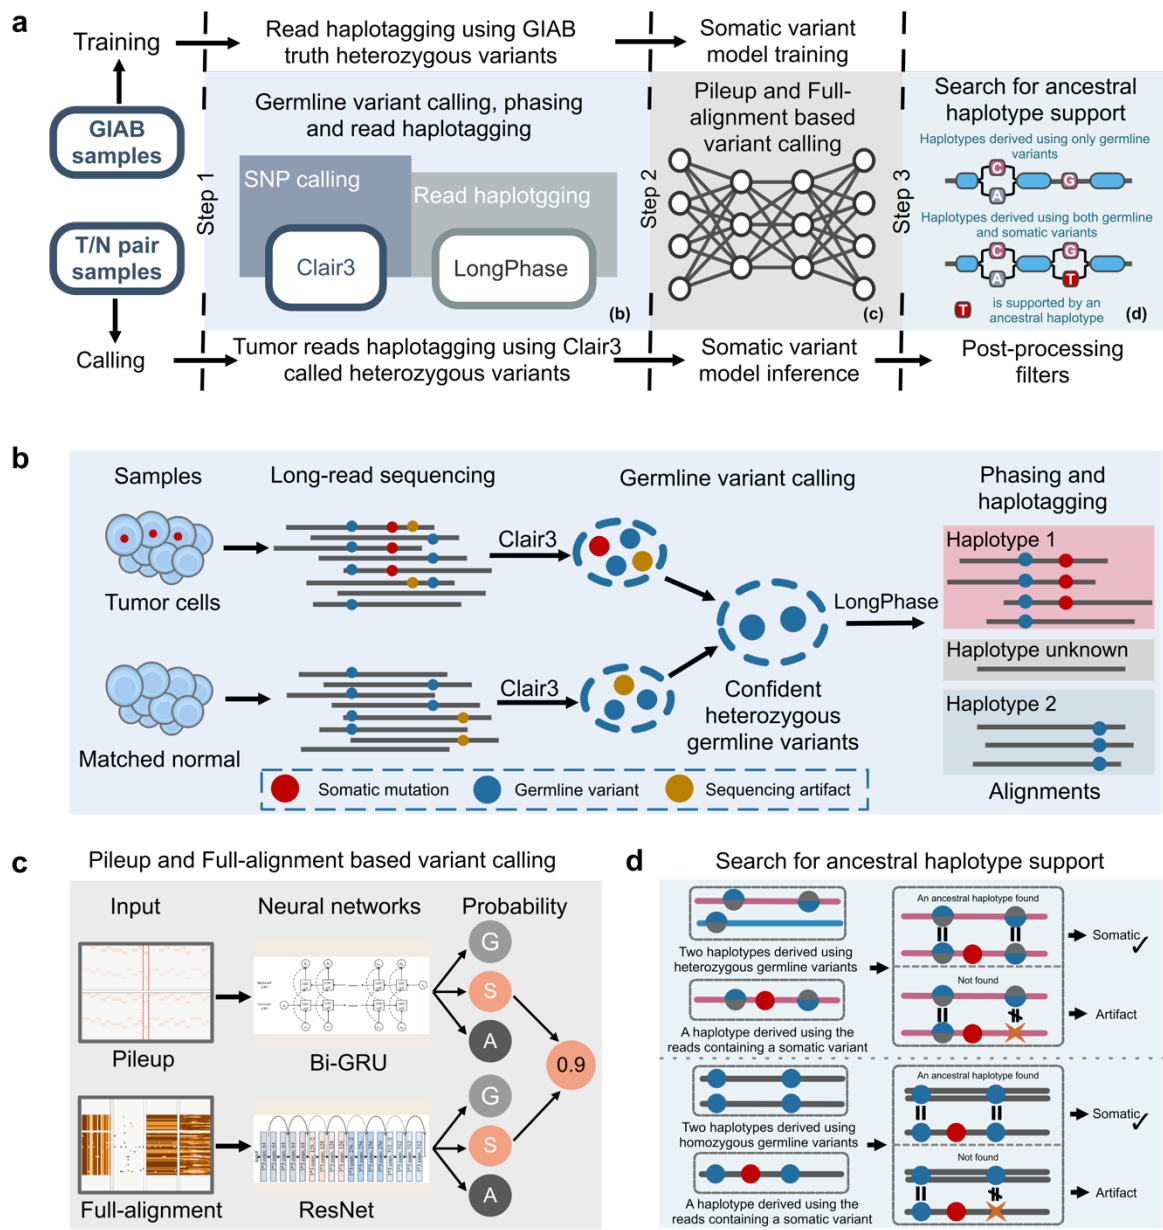 a
Training
Read haplotagging using GIAB
truth heterozygous variants
Somatic variant
model training
GIAB
samples
T/N pair
samples
Calling
Step 1
Germline variant calling, phasing
and read haplotagging
SNP calling
Clair3
Read haplotgging
LongPhase
(b)
Step 2
Pileup and Full-
alignment based
variant calling
(c)
Step 3
Search for ancestral
haplotype support
Haplotypes derived using only germline
variants
C
G
A
Haplotypes derived using both germline
and somatic variants
C
G
A
T
T
is supported by an
ancestral haplotype
(d)
Tumor reads haplotagging using Clair3
called heterozygous variants
Somatic variant
model inference
Post-processing
filters
b
Samples
Long-read sequencing
Germline variant calling
Phasing and
haplotagging
Tumor cells
Clair3
LongPhase
Haplotype 1
Haplotype unknown
Haplotype 2
Matched normal
Clair3
Confident
heterozygous
germline variants
Alignments
Somatic mutation
Germline variant
Sequencing artifact
c
Pileup and Full-alignment based variant calling
Input
Neural networks
Probability
Pileup
Bi-GRU
G
S
A
0.9
Full-alignment
ResNet
G
S
A
d
Search for ancestral haplotype support
Two haplotypes derived using
heterozygous germline variants
A haplotype derived using the
reads containing a somatic variant
An ancestral haplotype found
Somatic
Not found
Artifact
Two haplotypes derived using
homozygous germline variants
A haplotype derived using the
reads containing a somatic variant
An ancestral haplotype found
Somatic
Not found
Artifact